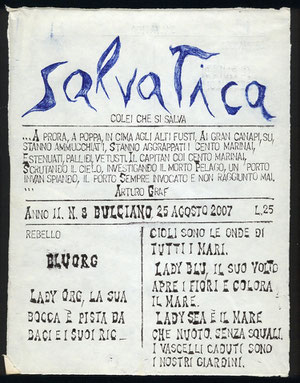 SALVATICA
COLEI CHE SI SALVA
...A PRORA, A POPPA, IN CIMA AGLI ALTI FUSTI, AI GRAN CANAPI, SU,
STANNO AMMUCCHIATI, STANNO AGGRAPPATI I CENTO MARINAI,
ESTENUATI, PALLIDI, VETUSTI. IL CAPITAN COI CENTO MARINAI,
SCRUTANDO IL CIELO, INVESTIGANDO IL MORTO PELAGO, UN PORTO
INVAN SPIANDO, IL PORTO SEMPRE INVOCATO E NON RAGGIUNTO MAI.
... ARTURO GRAF
ANNO II. N. 8 BULCIANO 25 AGOSTO 2007 L.25
REBELLO
BLUORG
LADY ORG, LA SUA
BOCCA È PISTA DA
BACI E I SUOI RIC
CIOLI SONO LE ONDE DI
TUTTI I MARI.
LADY BLU, IL SUO VOLTO
APRE I FIORI E COLORA
IL MARE.
LADY SEA È IL MARE
CHE NUOTO, SENZA SQUALI,
I VASCELLI CADUTI SONO
I NOSTRI GIARDINI.